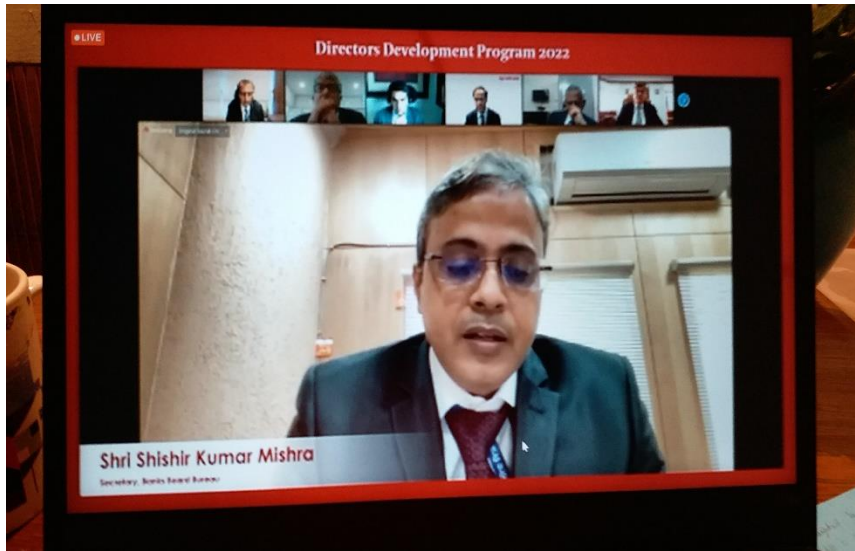 LIVE
Directors Development Program 2022
Shri Shishir Kumar Mishra
Secretary, Banks Board Bureau